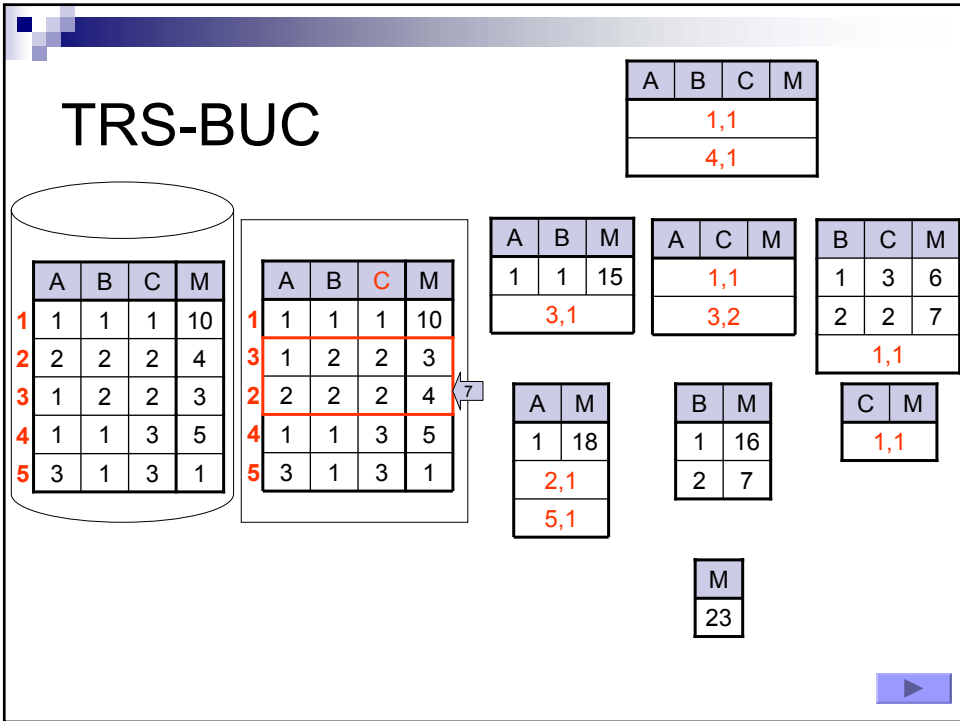 TRS-BUC
A B C M
1,1
4,1
A B C M
1 1 1 1 10
2 2 2 2 4
3 1 2 2 3
4 1 1 3 5
5 3 1 3 1
A B C M
1 1 1 1 10
3 1 2 2 3
2 2 2 2 4
4 1 1 3 5
5 3 1 3 1
7
A B M
1 1 15
3,1
A C M
1,1
3,2
B C M
1 3 6
2 2 7
1,1
A M
1 18
2,1
5,1
B M
1 16
2 7
C M
1,1
M
23